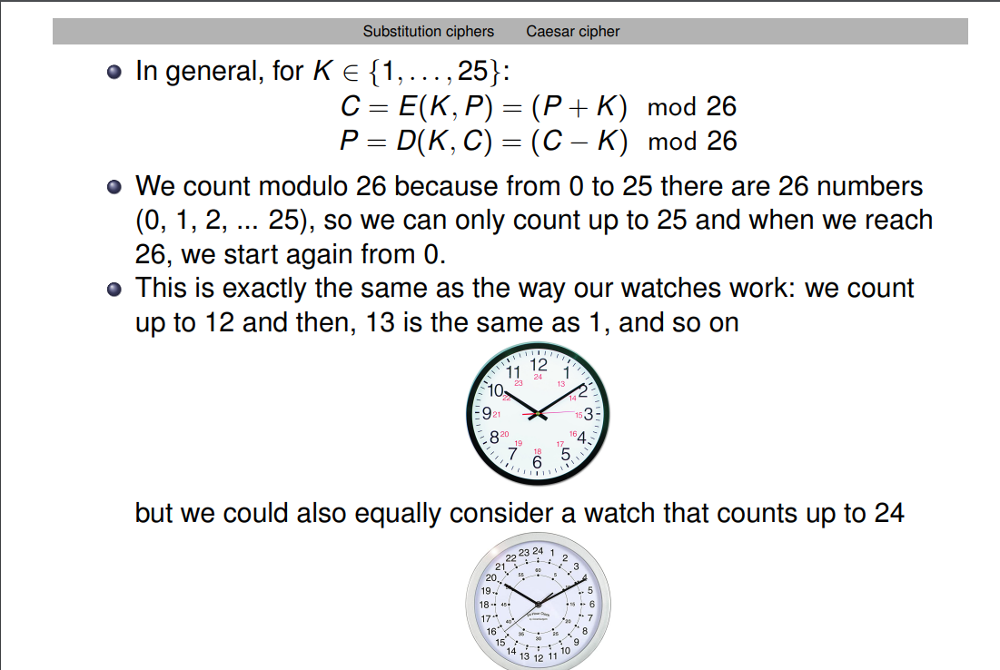 Substitution ciphers Caesar cipher
In general, for K ∈ {1, . . . , 25}:
C = E(K, P) = (P + K) mod 26
P = D(K, C) = (C − K) mod 26
We count modulo 26 because from 0 to 25 there are 26 numbers
(0, 1, 2, ... 25), so we can only count up to 25 and when we reach
26, we start again from 0.
This is exactly the same as the way our watches work: we count
up to 12 and then, 13 is the same as 1, and so on
12
11 1
24
23 13
10 2
22 14
9 21 15 3
8 20 16 4
19 17
7 5
18
6
but we could also equally consider a watch that counts up to 24
23 24 1
22 2
21 3
60
55 5
20 4
19 5
18 45 15 6
17 7
40 20
16 8
35 25
30
15 9
14 10
13 12 11